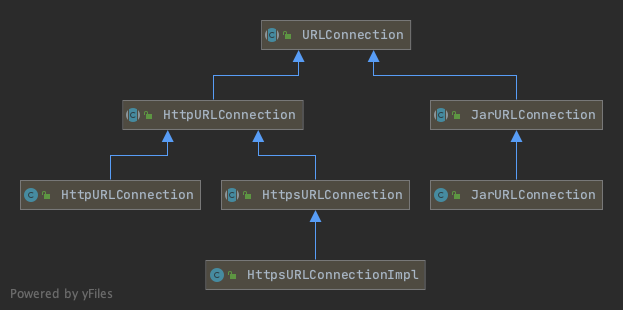 URLConnection
HttpURLConnection
JarURLConnection
HttpURLConnection
HttpsURLConnection
JarURLConnection
HttpsURLConnectionImpl
Powered by yFiles